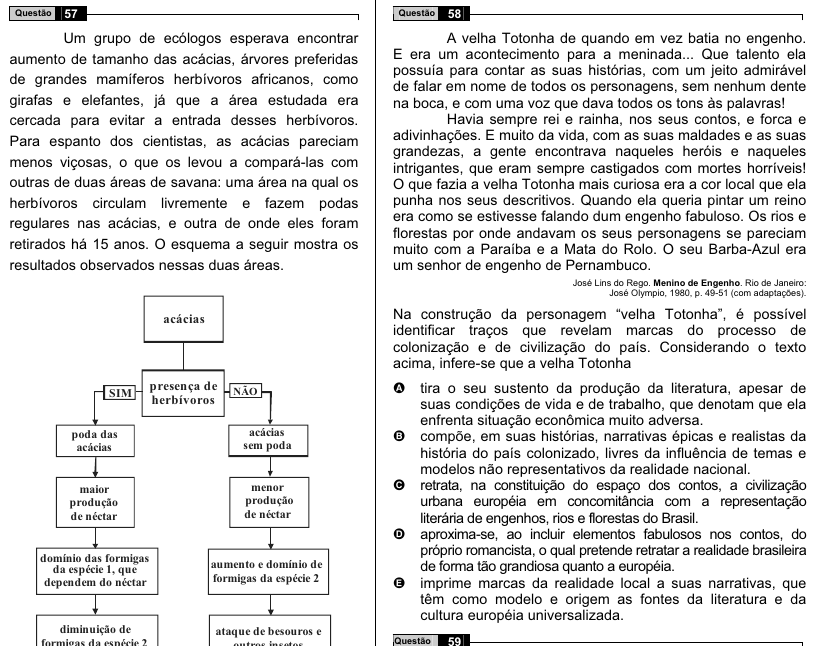 Questão 57
Um grupo de ecólogos esperava encontrar
aumento de tamanho das acácias, árvores preferidas
de grandes mamíferos herbívoros africanos, como
girafas e elefantes, já que a área estudada era
cercada para evitar a entrada desses herbívoros.
Para espanto dos cientistas, as acácias pareciam
menos viçosas, o que os levou a compará-las com
outras de duas áreas de savana: uma área na qual os
herbívoros circulam livremente e fazem podas
regulares nas acácias, e outra de onde eles foram
retirados há 15 anos. O esquema a seguir mostra os
resultados observados nessas duas áreas.
acácias
presença de
herbívoros
SIM
NÃO
poda das
acácias
acácias
sem poda
maior
produção
de néctar
menor
produção
de néctar
domínio das formigas
da espécie 1, que
dependem do néctar
aumento e domínio de
formigas da espécie 2
diminuição de
formigas da espécie 2
ataque de besouros e
outros insetos
Questão 58
A velha Totonha de quando em vez batia no engenho.
E era um acontecimento para a meninada... Que talento ela
possuía para contar as suas histórias, com um jeito admirável
de falar em nome de todos os personagens, sem nenhum dente
na boca, e com uma voz que dava todos os tons às palavras!
Havia sempre rei e rainha, nos seus contos, e forca e
adivinhações. E muito da vida, com as suas maldades e as suas
grandezas, a gente encontrava naqueles heróis e naqueles
intrigantes, que eram sempre castigados com mortes horríveis!
O que fazia a velha Totonha mais curiosa era a cor local que ela
punha nos seus descritivos. Quando ela queria pintar um reino
era como se estivesse falando dum engenho fabuloso. Os rios e
florestas por onde andavam os seus personagens se pareciam
muito com a Paraíba e a Mata do Rolo. O seu Barba-Azul era
um senhor de engenho de Pernambuco.
José Lins do Rego. Menino de Engenho. Rio de Janeiro:
José Olympio, 1980, p. 49-51 (com adaptações).
Na construção da personagem “velha Totonha”, é possível
identificar traços que revelam marcas do processo de
colonização e de civilização do país. Considerando o texto
acima, infere-se que a velha Totonha
A tira o seu sustento da produção da literatura, apesar de
suas condições de vida e de trabalho, que denotam que ela
enfrenta situação econômica muito adversa.
B compõe, em suas histórias, narrativas épicas e realistas da
história do país colonizado, livres da influência de temas e
modelos não representativos da realidade nacional.
C retrata, na constituição do espaço dos contos, a civilização
urbana européia em concomitância com a representação
literária de engenhos, rios e florestas do Brasil.
D aproxima-se, ao incluir elementos fabulosos nos contos, do
próprio romancista, o qual pretende retratar a realidade brasileira
de forma tão grandiosa quanto a européia.
E imprime marcas da realidade local a suas narrativas, que
têm como modelo e origem as fontes da literatura e da
cultura européia universalizada.
Questão 59